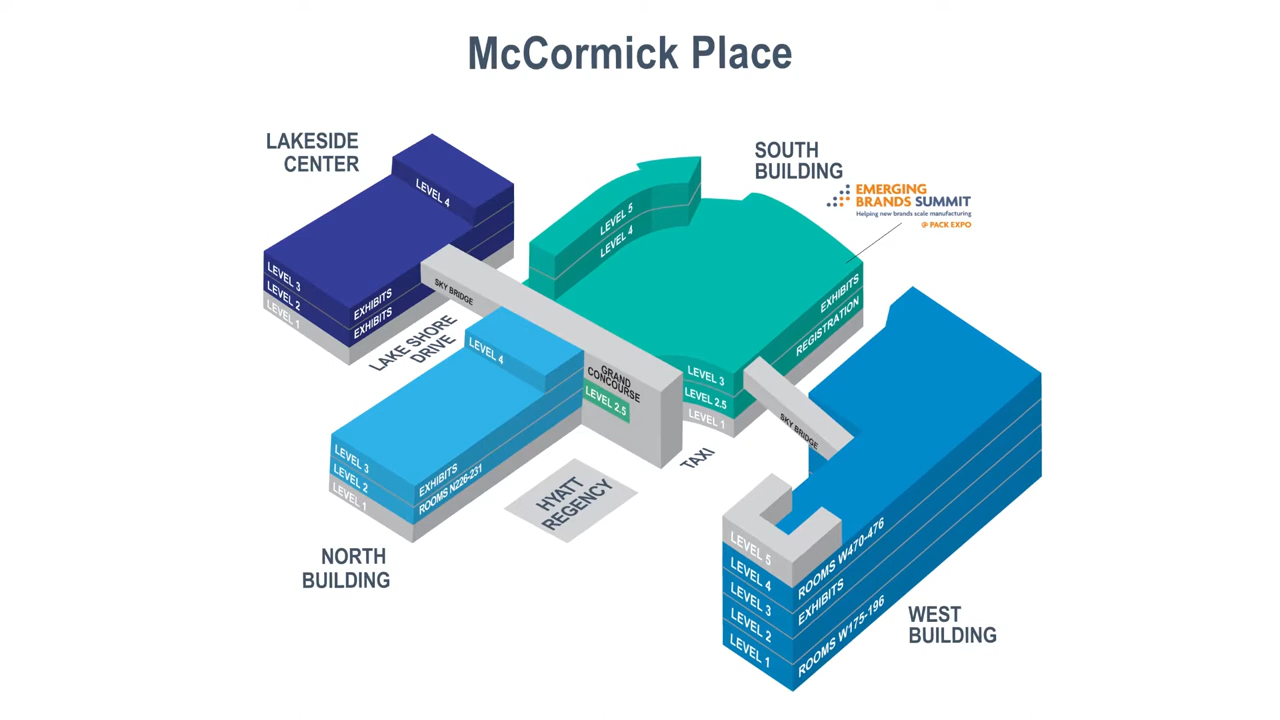 McCormick Place
LAKESIDE
CENTER
LEVEL 4
LEVEL 3
LEVEL 2
LEVEL 1
EXHIBITS
EXHIBITS
SKY BRIDGE
LAKE SHORE
DRIVE
SOUTH
BUILDING
EMERGING
BRANDS SUMMIT
Helping new brands scale manufacturing
@ PACK EXPO
LEVEL 5
LEVEL 4
EXHIBITS
REGISTRATION
LEVEL 3
LEVEL 2.5
LEVEL 1
GRAND
CONCOURSE
LEVEL 2.5
TAXI
SKY BRIDGE
LEVEL 4
LEVEL 3
LEVEL 2
LEVEL 1
EXHIBITS
ROOMS N226-231
NORTH
BUILDING
HYATT
REGENCY
LEVEL 5
LEVEL 4
LEVEL 3
LEVEL 2
LEVEL 1
ROOMS W470-476
EXHIBITS
ROOMS W175-196
WEST
BUILDING